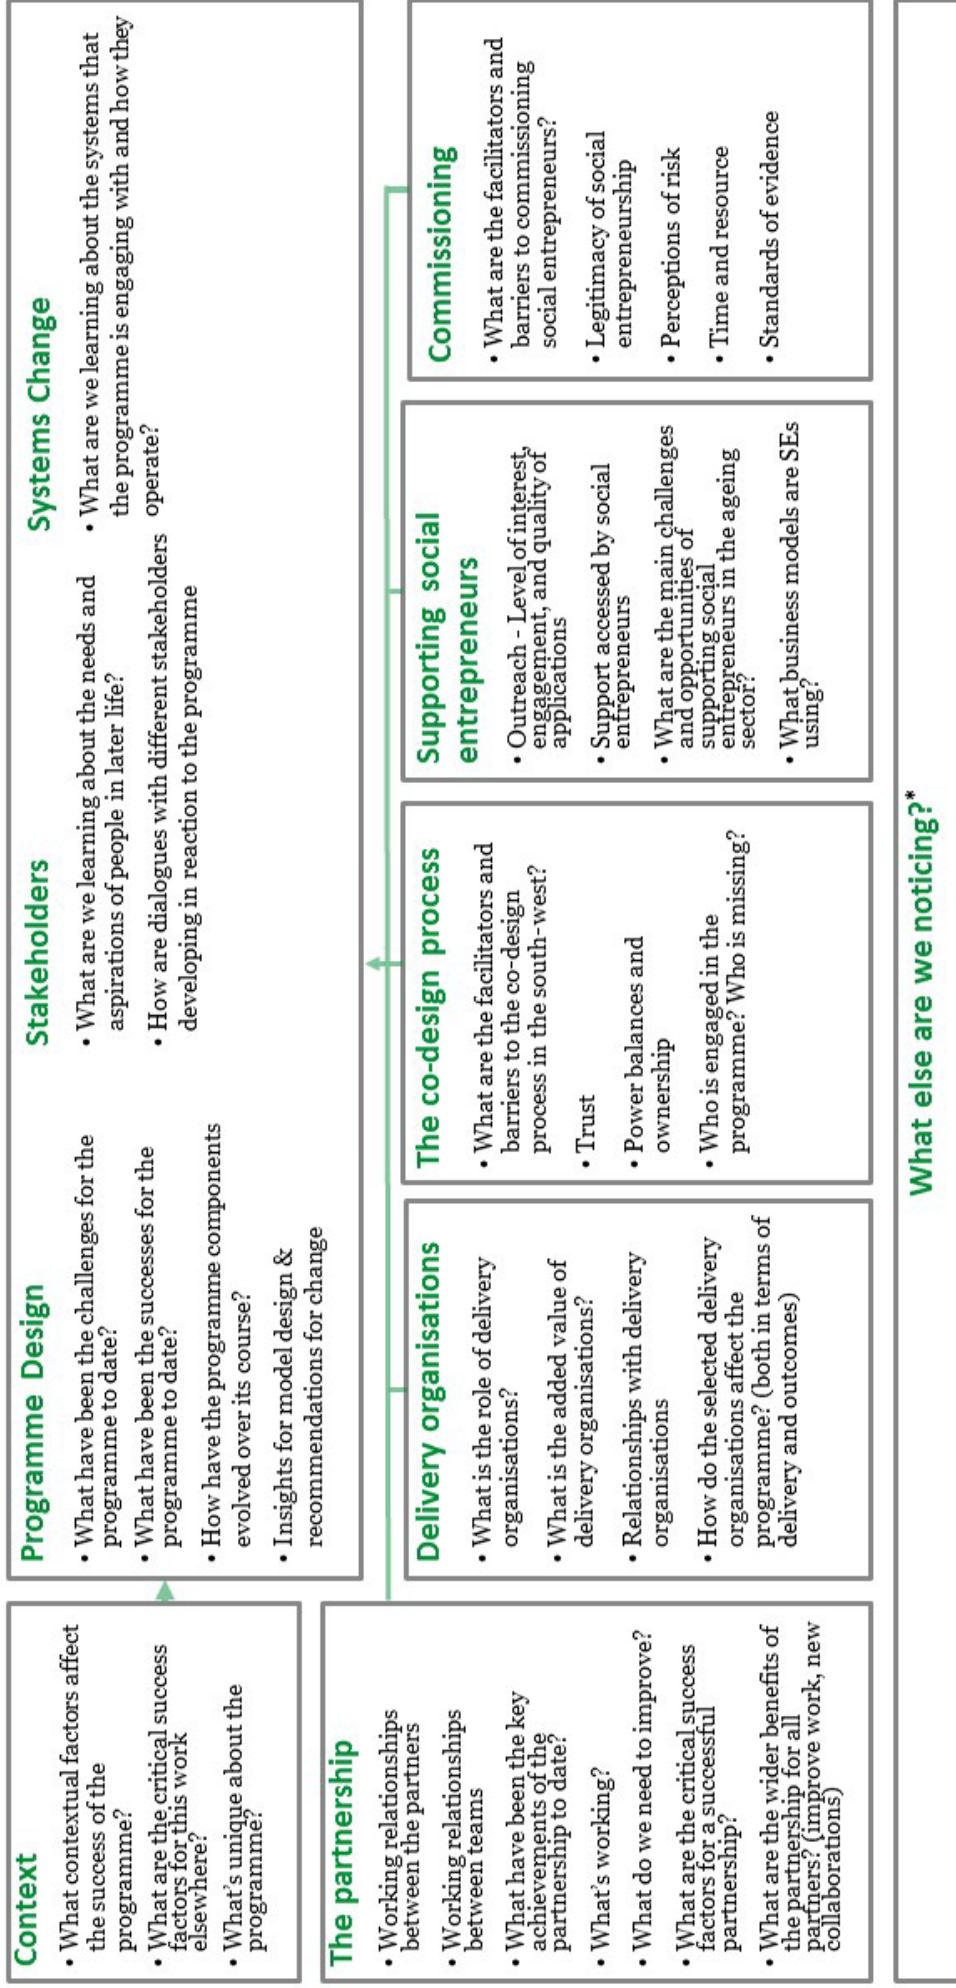 Context
• What contextual factors affect
the success of the
programme?
• What are the critical success
factors for this work
elsewhere?
• What's unique about the
programme?
Programme Design
• What have been the challenges for the
programme to date?
• What have been the successes for the
programme to date?
• How have the programme components
evolved over its course?
• Insights for model design &
recommendations for change
Stakeholders
• What are we learning about the needs and
aspirations of people in later life?
• How are dialogues with different stakeholders
developing in reaction to the programme
Systems Change
• What are we learning about the systems that
the programme is engaging with and how they
operate?
The partnership
• Working relationships
between the partners
• Working relationships
between teams
• What have been the key
achievements of the
partnership to date?
• What's working?
• What do we need to improve?
• What are the critical success
factors for a successful
partnership?
• What are the wider benefits of
the partnership for all
partners? (improve work, new
collaborations)
Delivery organisations
• What is the role of delivery
organisations?
• What is the added value of
delivery organisations?
• Relationships with delivery
organisations
• How do the selected delivery
organisations affect the
programme? (both in terms of
delivery and outcomes)
The co-design process
• What are the facilitators and
barriers to the co-design
process in the south-west?
• Trust
• Power balances and
ownership
• Who is engaged in the
programme? Who is missing?
Supporting social
entrepreneurs
• Outreach - Level of interest,
engagement, and quality of
applications
• Support accessed by social
entrepreneurs
• What are the main challenges
and opportunities of
supporting social
entrepreneurs in the ageing
sector?
• What business models are SEs
using?
Commissioning
• What are the facilitators and
barriers to commissioning
social entrepreneurs?
• Legitimacy of social
entrepreneurship
• Perceptions of risk
• Time and resource
• Standards of evidence
What else are we noticing?*